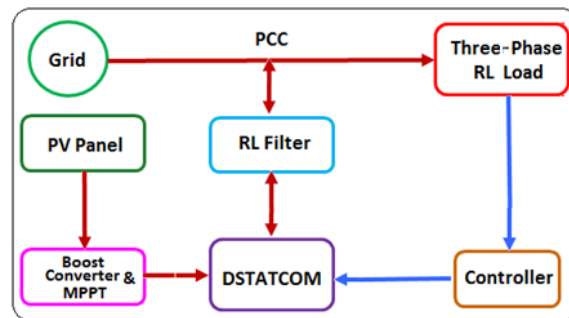 PCC
Grid
Three-Phase
RL Load
PV Panel
RL Filter
Boost
Converter &
MPPT
DSTATCOM
Controller